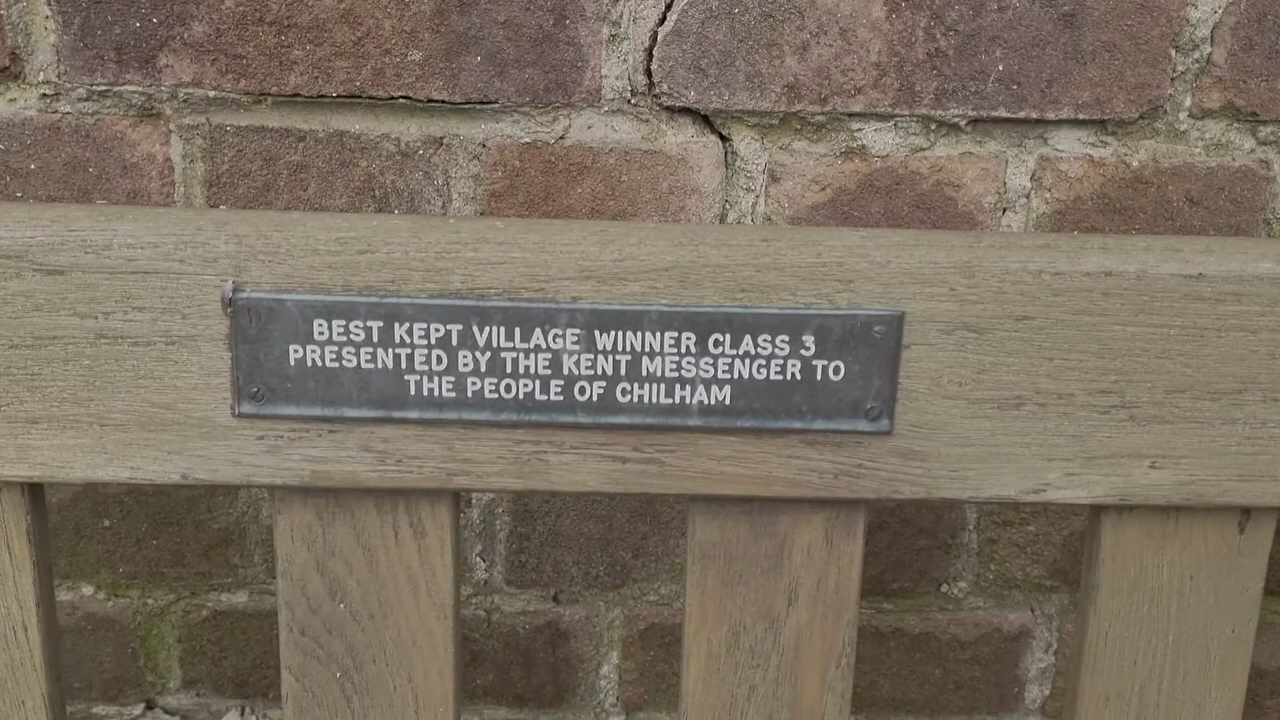 BEST KEPT VILLAGE WINNER CLASS 3
PRESENTED BY THE KENT MESSENGER TO
THE PEOPLE OF CHILHAM